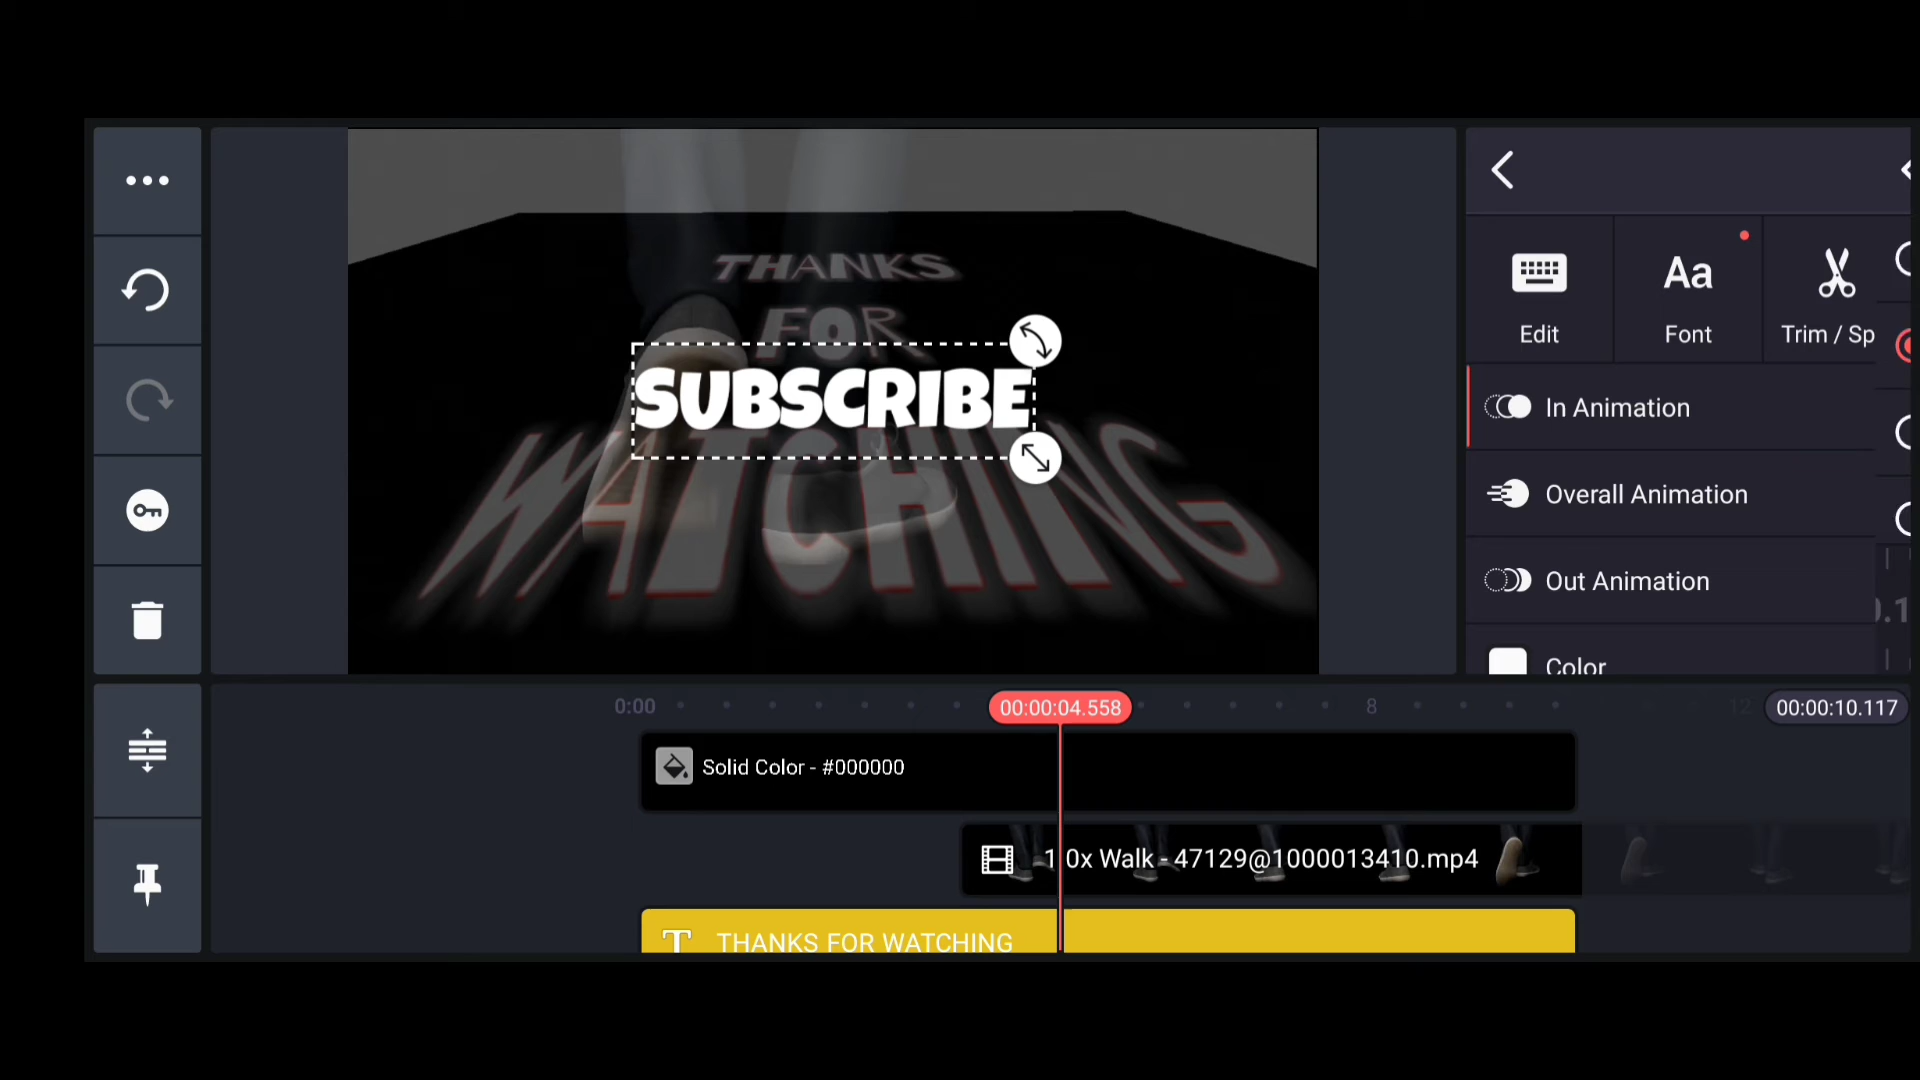 THANKS
FOR
SUBSCRIBE
WATCHING
Edit
Font
Trim / Sp
In Animation
Overall Animation
Out Animation
Color
0:00
00:00:04.558
8
12
00:00:10.117
Solid Color - #000000
1.0x Walk - 47129@1000013410.mp4
THANKS FOR WATCHING